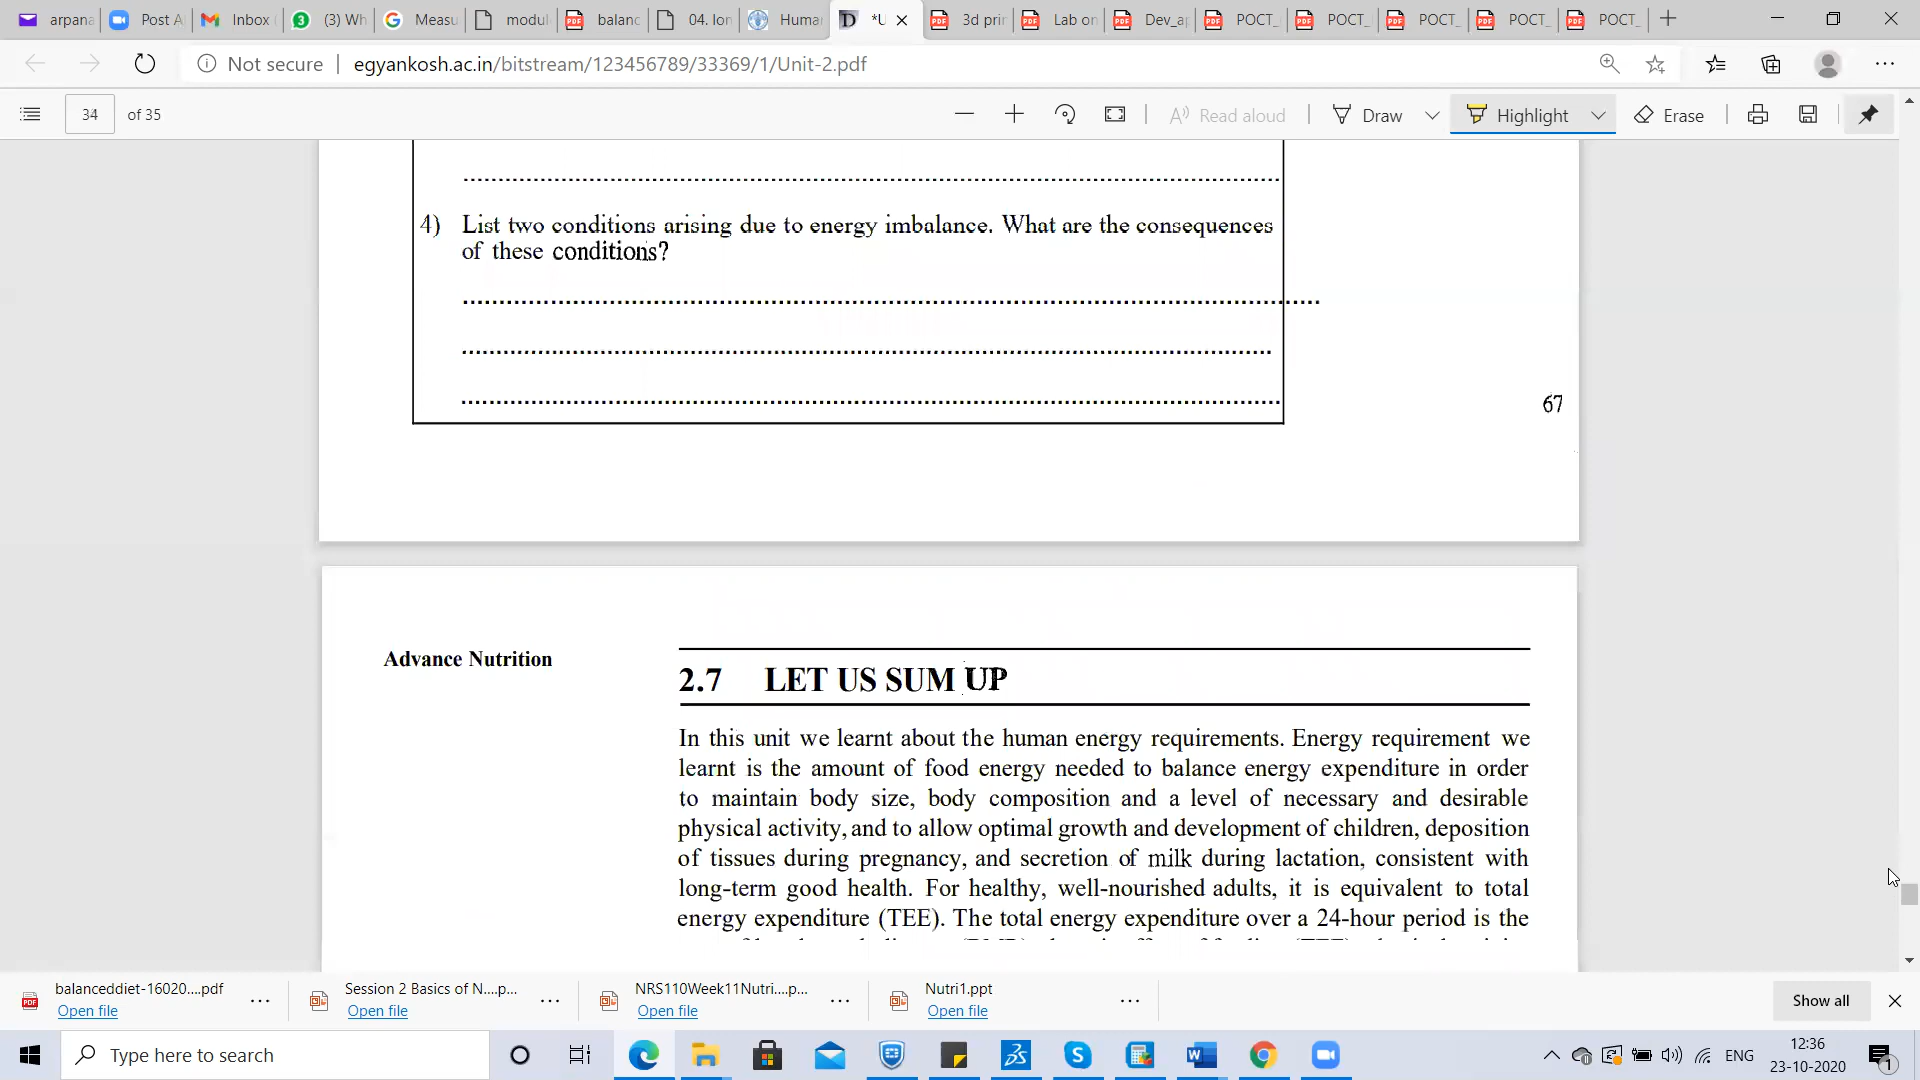 arpana
Post A
Inbox
(3) Wh
Measu
modul
balanc
04. Ion
Human
*U
3d prin
Lab on
Dev_ap
POCT_
POCT_
POCT_
POCT_
POCT_
Not secure
egyankosh.ac.in/bitstream/123456789/33369/1/Unit-2.pdf
34 of 35
Read aloud
Draw
Highlight
Erase
4) List two conditions arising due to energy imbalance. What are the consequences
of these conditions?
67
Advance Nutrition
2.7 LET US SUM UP
In this unit we learnt about the human energy requirements. Energy requirement we
learnt is the amount of food energy needed to balance energy expenditure in order
to maintain body size, body composition and a level of necessary and desirable
physical activity, and to allow optimal growth and development of children, deposition
of tissues during pregnancy, and secretion of milk during lactation, consistent with
long-term good health. For healthy, well-nourished adults, it is equivalent to total
energy expenditure (TEE). The total energy expenditure over a 24-hour period is the
balanceddiet-16020....pdf
Open file
Session 2 Basics of N....p...
Open file
NRS110Week11Nutri....p...
Open file
Nutri1.ppt
Open file
Show all
Type here to search
ENG
12:36
23-10-2020
1